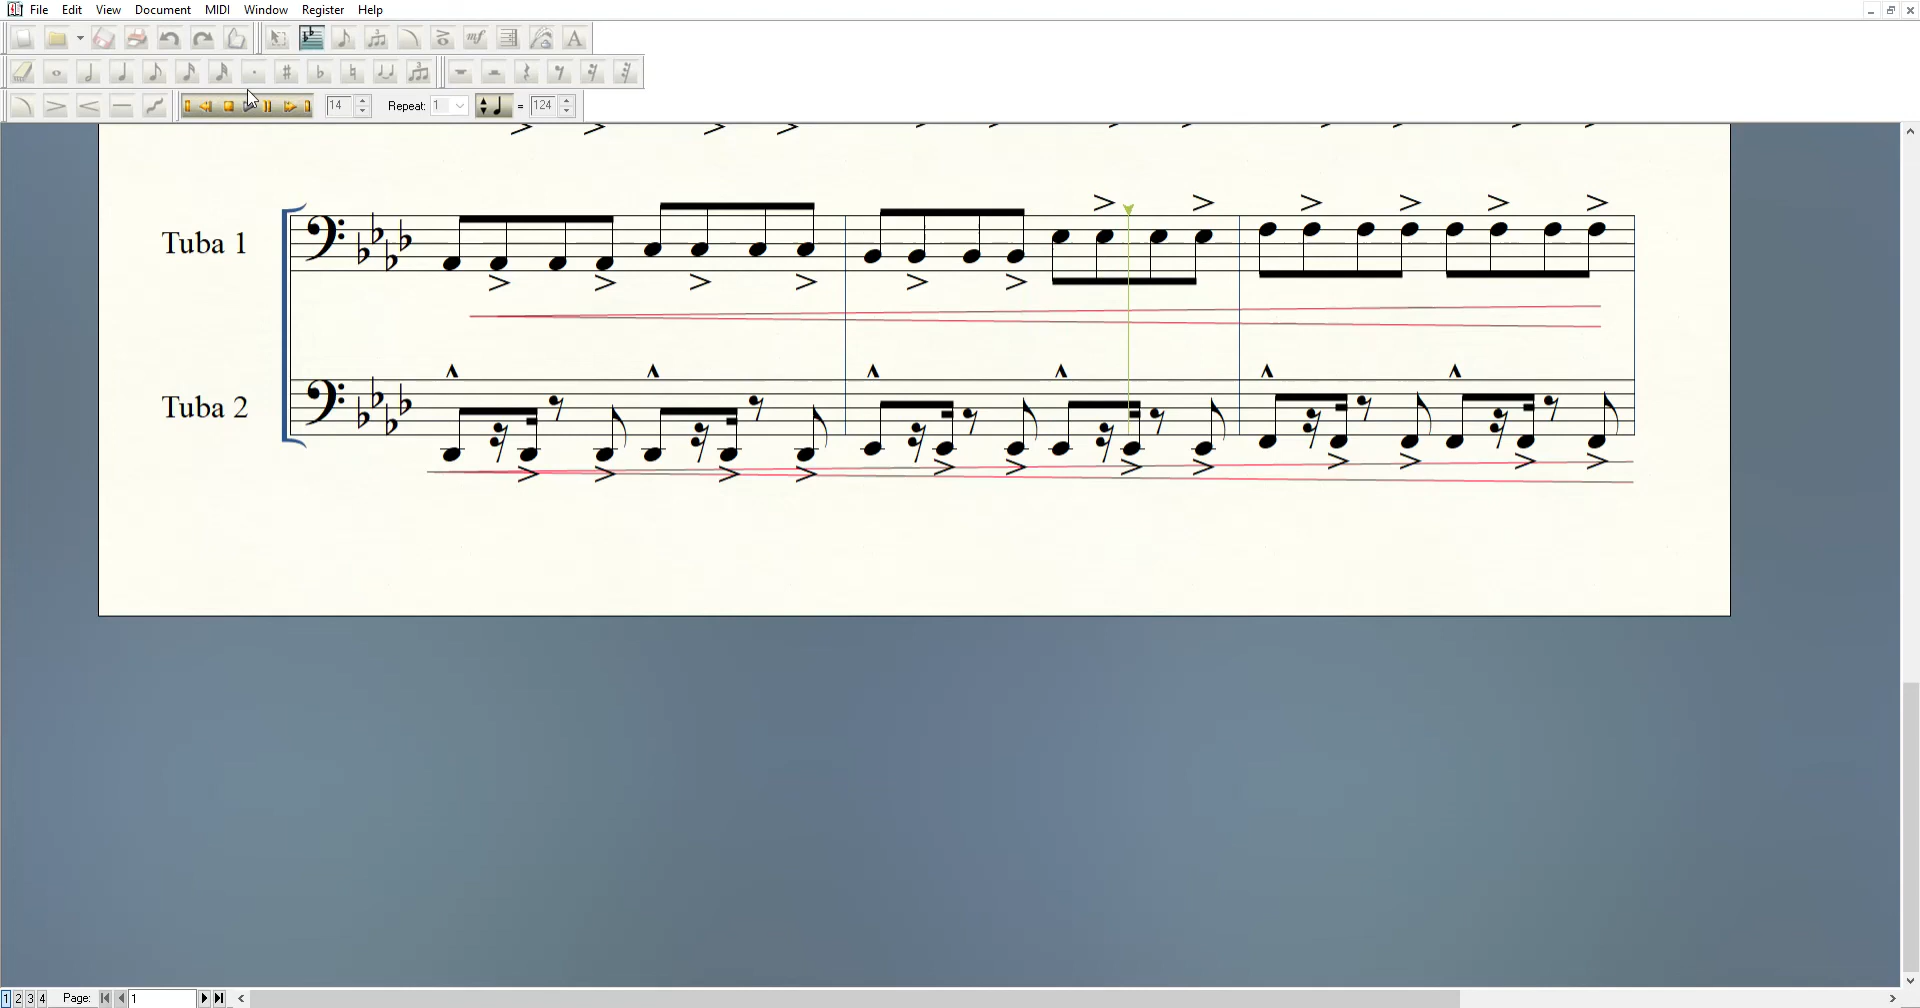 File Edit View Document MIDI Window Register Help
mf A
14 Repeat: 1 = 124
Tuba 1
Tuba 2
1 2 3 4 Page: 1